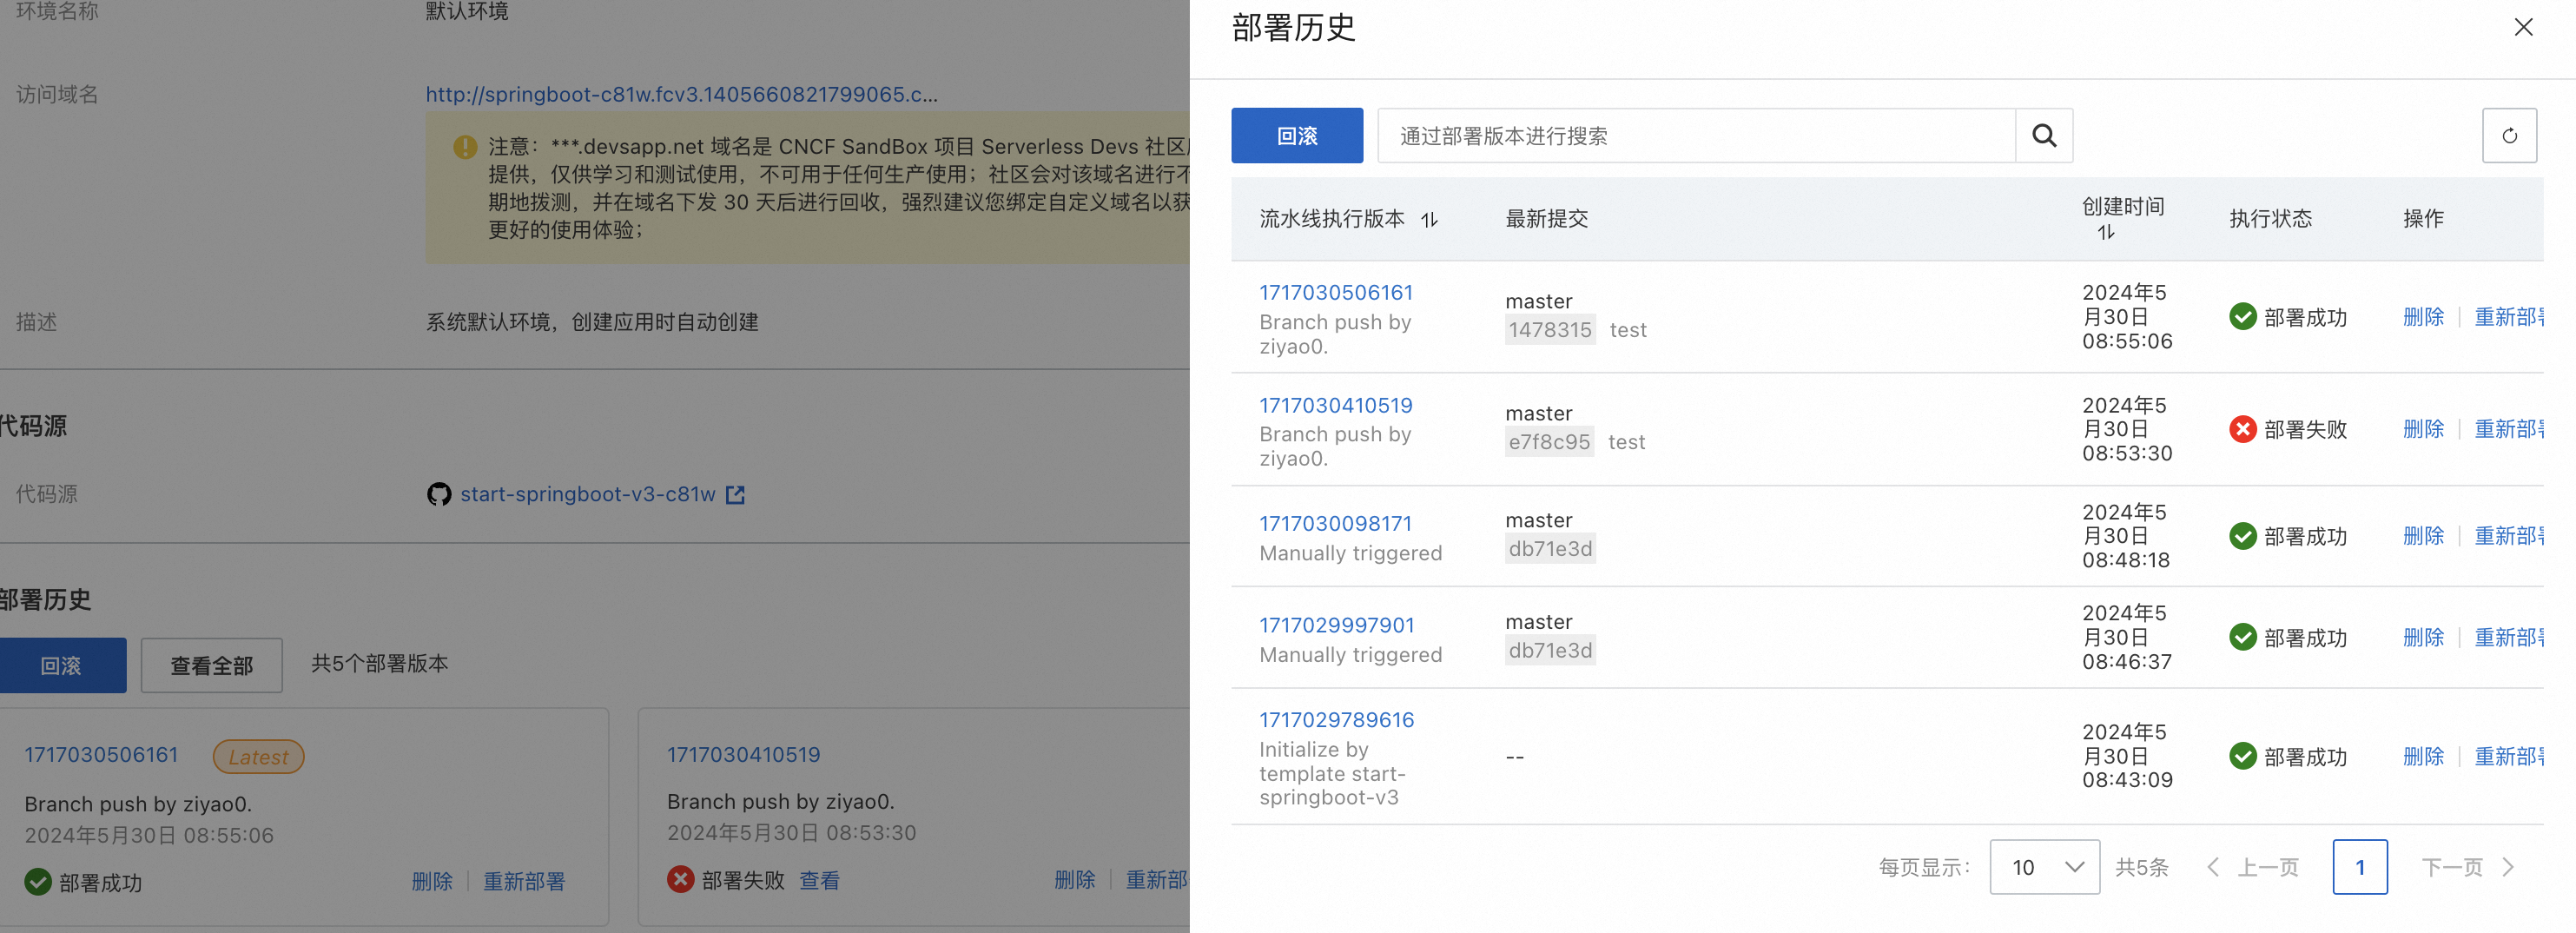 环境名称
默认环境
访问域名
http://springboot-c81w.fcv3.1405660821799065.c...
注意：***.devsapp.net 域名是 CNCF SandBox 项目 Serverless Devs 社区
提供，仅供学习和测试使用，不可用于任何生产使用；社区会对该域名进行不
期地拨测，并在域名下发 30 天后进行回收，强烈建议您绑定自定义域名以获
更好的使用体验；
描述
系统默认环境，创建应用时自动创建
代码源
代码源
start-springboot-v3-c81w
部署历史
回滚
查看全部
共5个部署版本
1717030506161
Latest
Branch push by ziyao0.
2024年5月30日 08:55:06
部署成功
删除
重新部署
1717030410519
Branch push by ziyao0.
2024年5月30日 08:53:30
部署失败
查看
删除
重新部
部署历史
回滚
通过部署版本进行搜索
流水线执行版本
最新提交
创建时间
执行状态
操作
1717030506161
Branch push by
ziyao0.
master
1478315 test
2024年5
月30日
08:55:06
部署成功
删除
重新部
1717030410519
Branch push by
ziyao0.
master
e7f8c95 test
2024年5
月30日
08:53:30
部署失败
删除
重新部
1717030098171
Manually triggered
master
db71e3d
2024年5
月30日
08:48:18
部署成功
删除
重新部
1717029997901
Manually triggered
master
db71e3d
2024年5
月30日
08:46:37
部署成功
删除
重新部
1717029789616
Initialize by
template start-
springboot-v3
--
2024年5
月30日
08:43:09
部署成功
删除
重新部
每页显示：
10
共5条
上一页
1
下一页